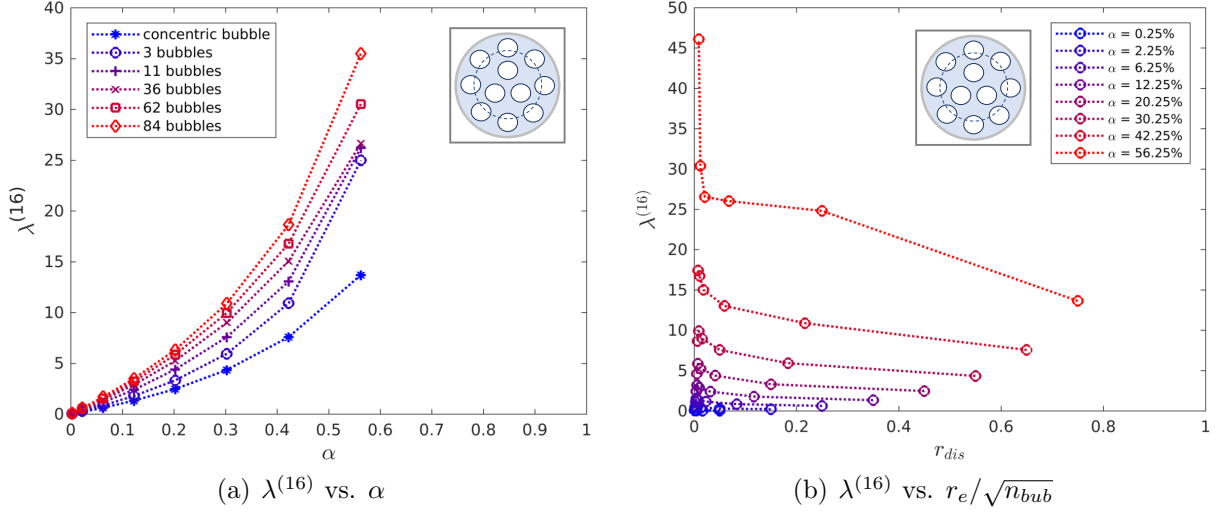 40
35
30
25
20
15
10
5
0
λ^(16)
concentric bubble
3 bubbles
11 bubbles
36 bubbles
62 bubbles
84 bubbles
0 0.1 0.2 0.3 0.4 0.5 0.6 0.7 0.8 0.9 1
α
(a) λ^(16) vs. α
50
45
40
35
30
25
20
15
10
5
0
λ^(16)
α = 0.25%
α = 2.25%
α = 6.25%
α = 12.25%
α = 20.25%
α = 30.25%
α = 42.25%
α = 56.25%
0 0.2 0.4 0.6 0.8 1
r_dis
(b) λ^(16) vs. r_e/√n_bub